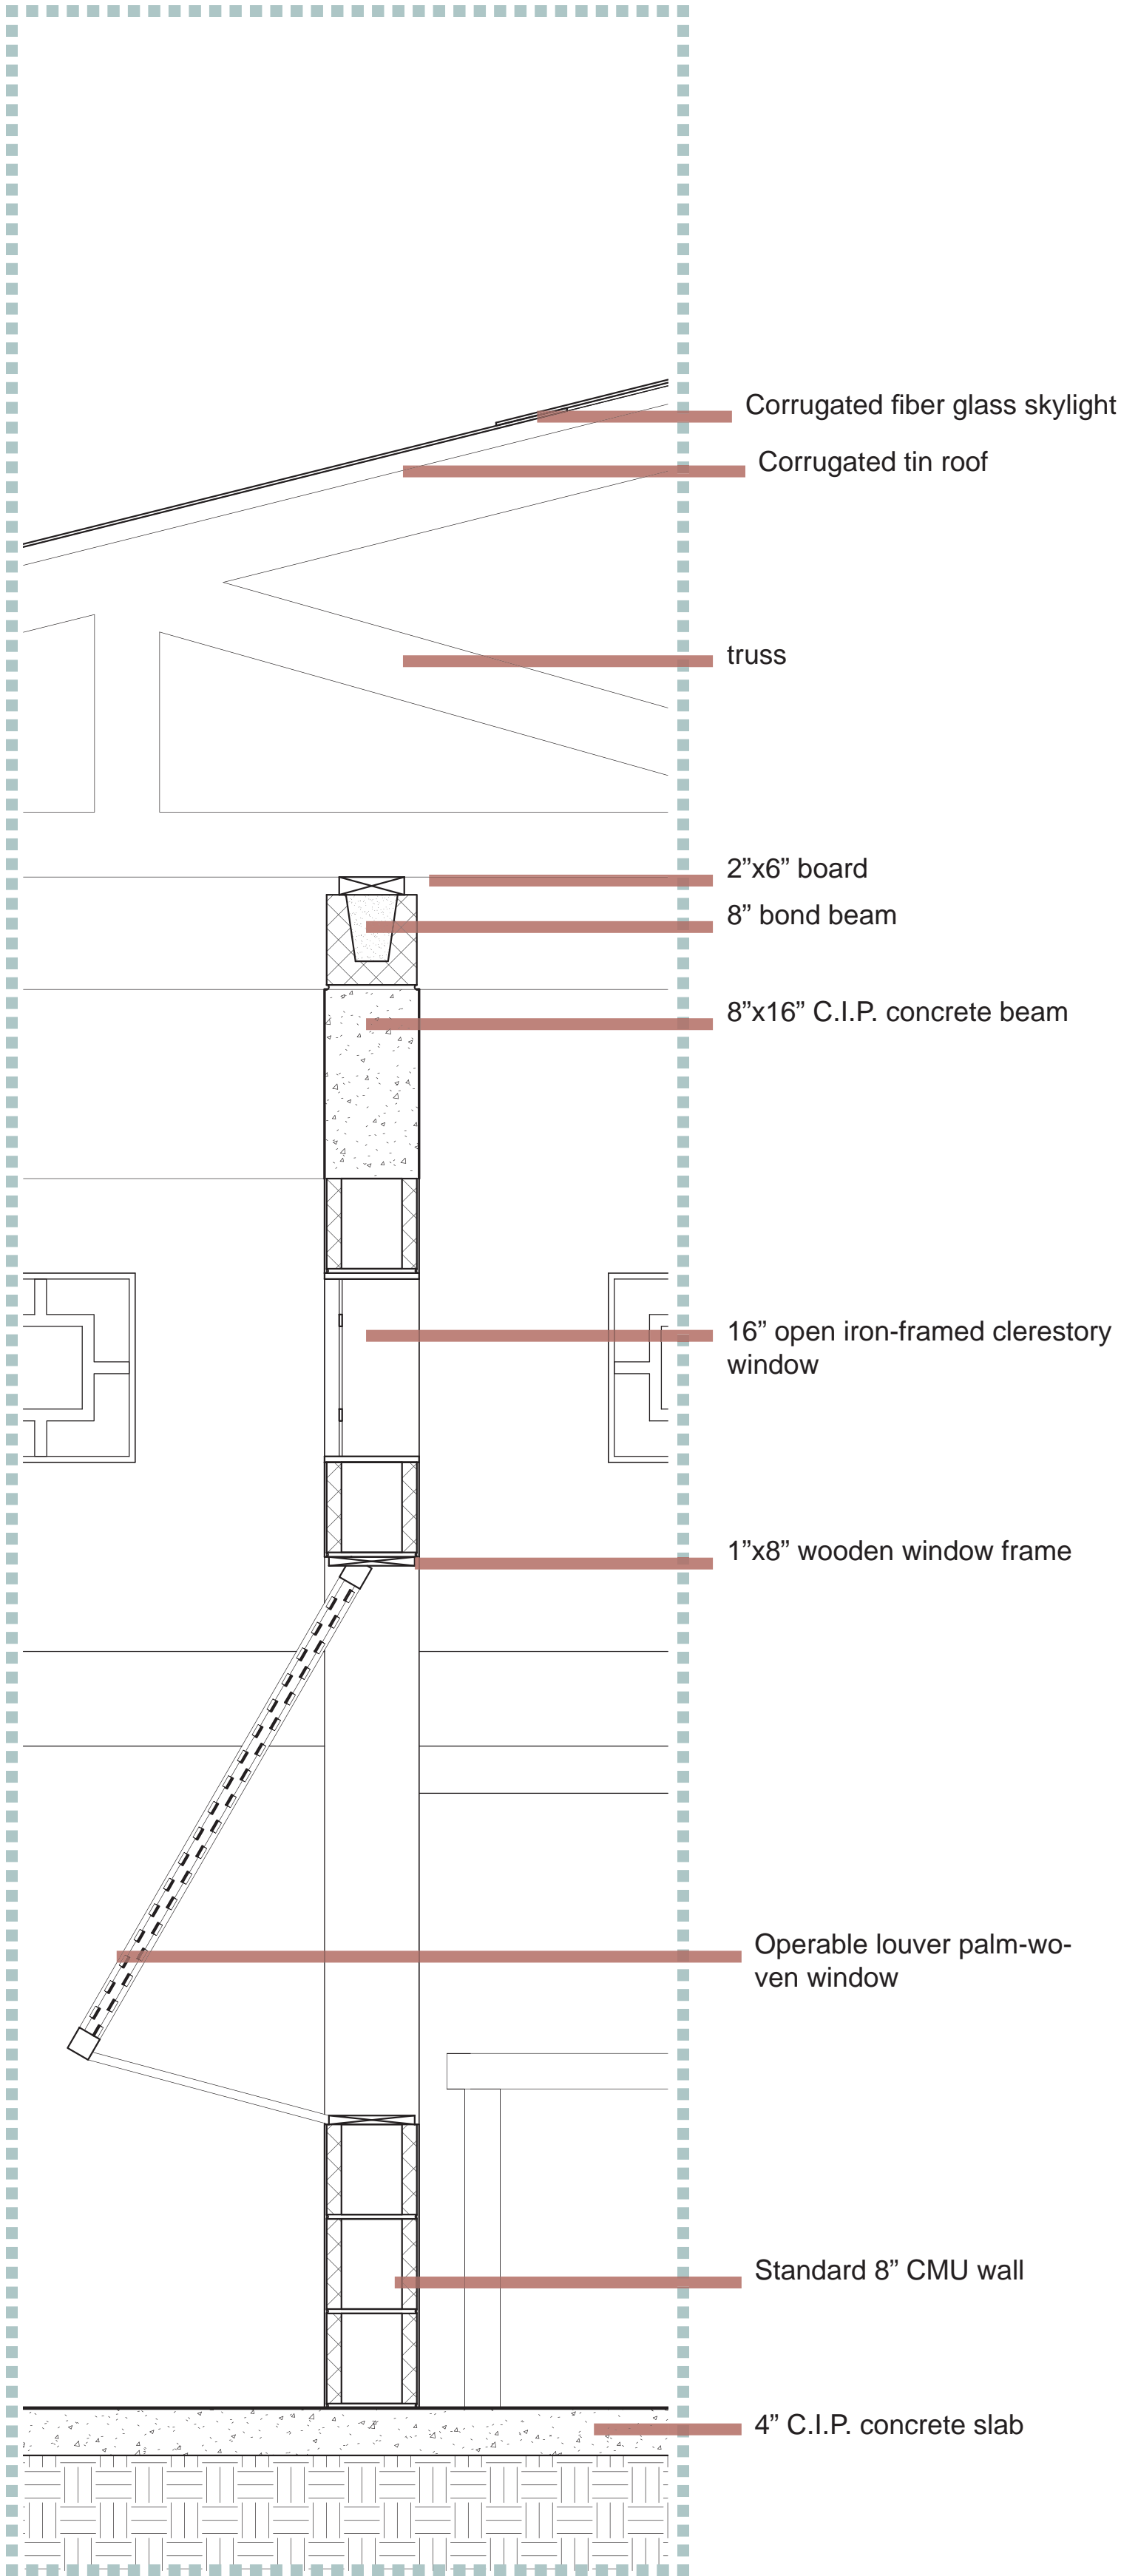 Corrugated fiber glass skylight
Corrugated tin roof
truss
2”x6” board
8” bond beam
8”x16” C.I.P. concrete beam
16” open iron-framed clerestory
window
1”x8” wooden window frame
Operable louver palm-wo-
ven window
Standard 8” CMU wall
4” C.I.P. concrete slab